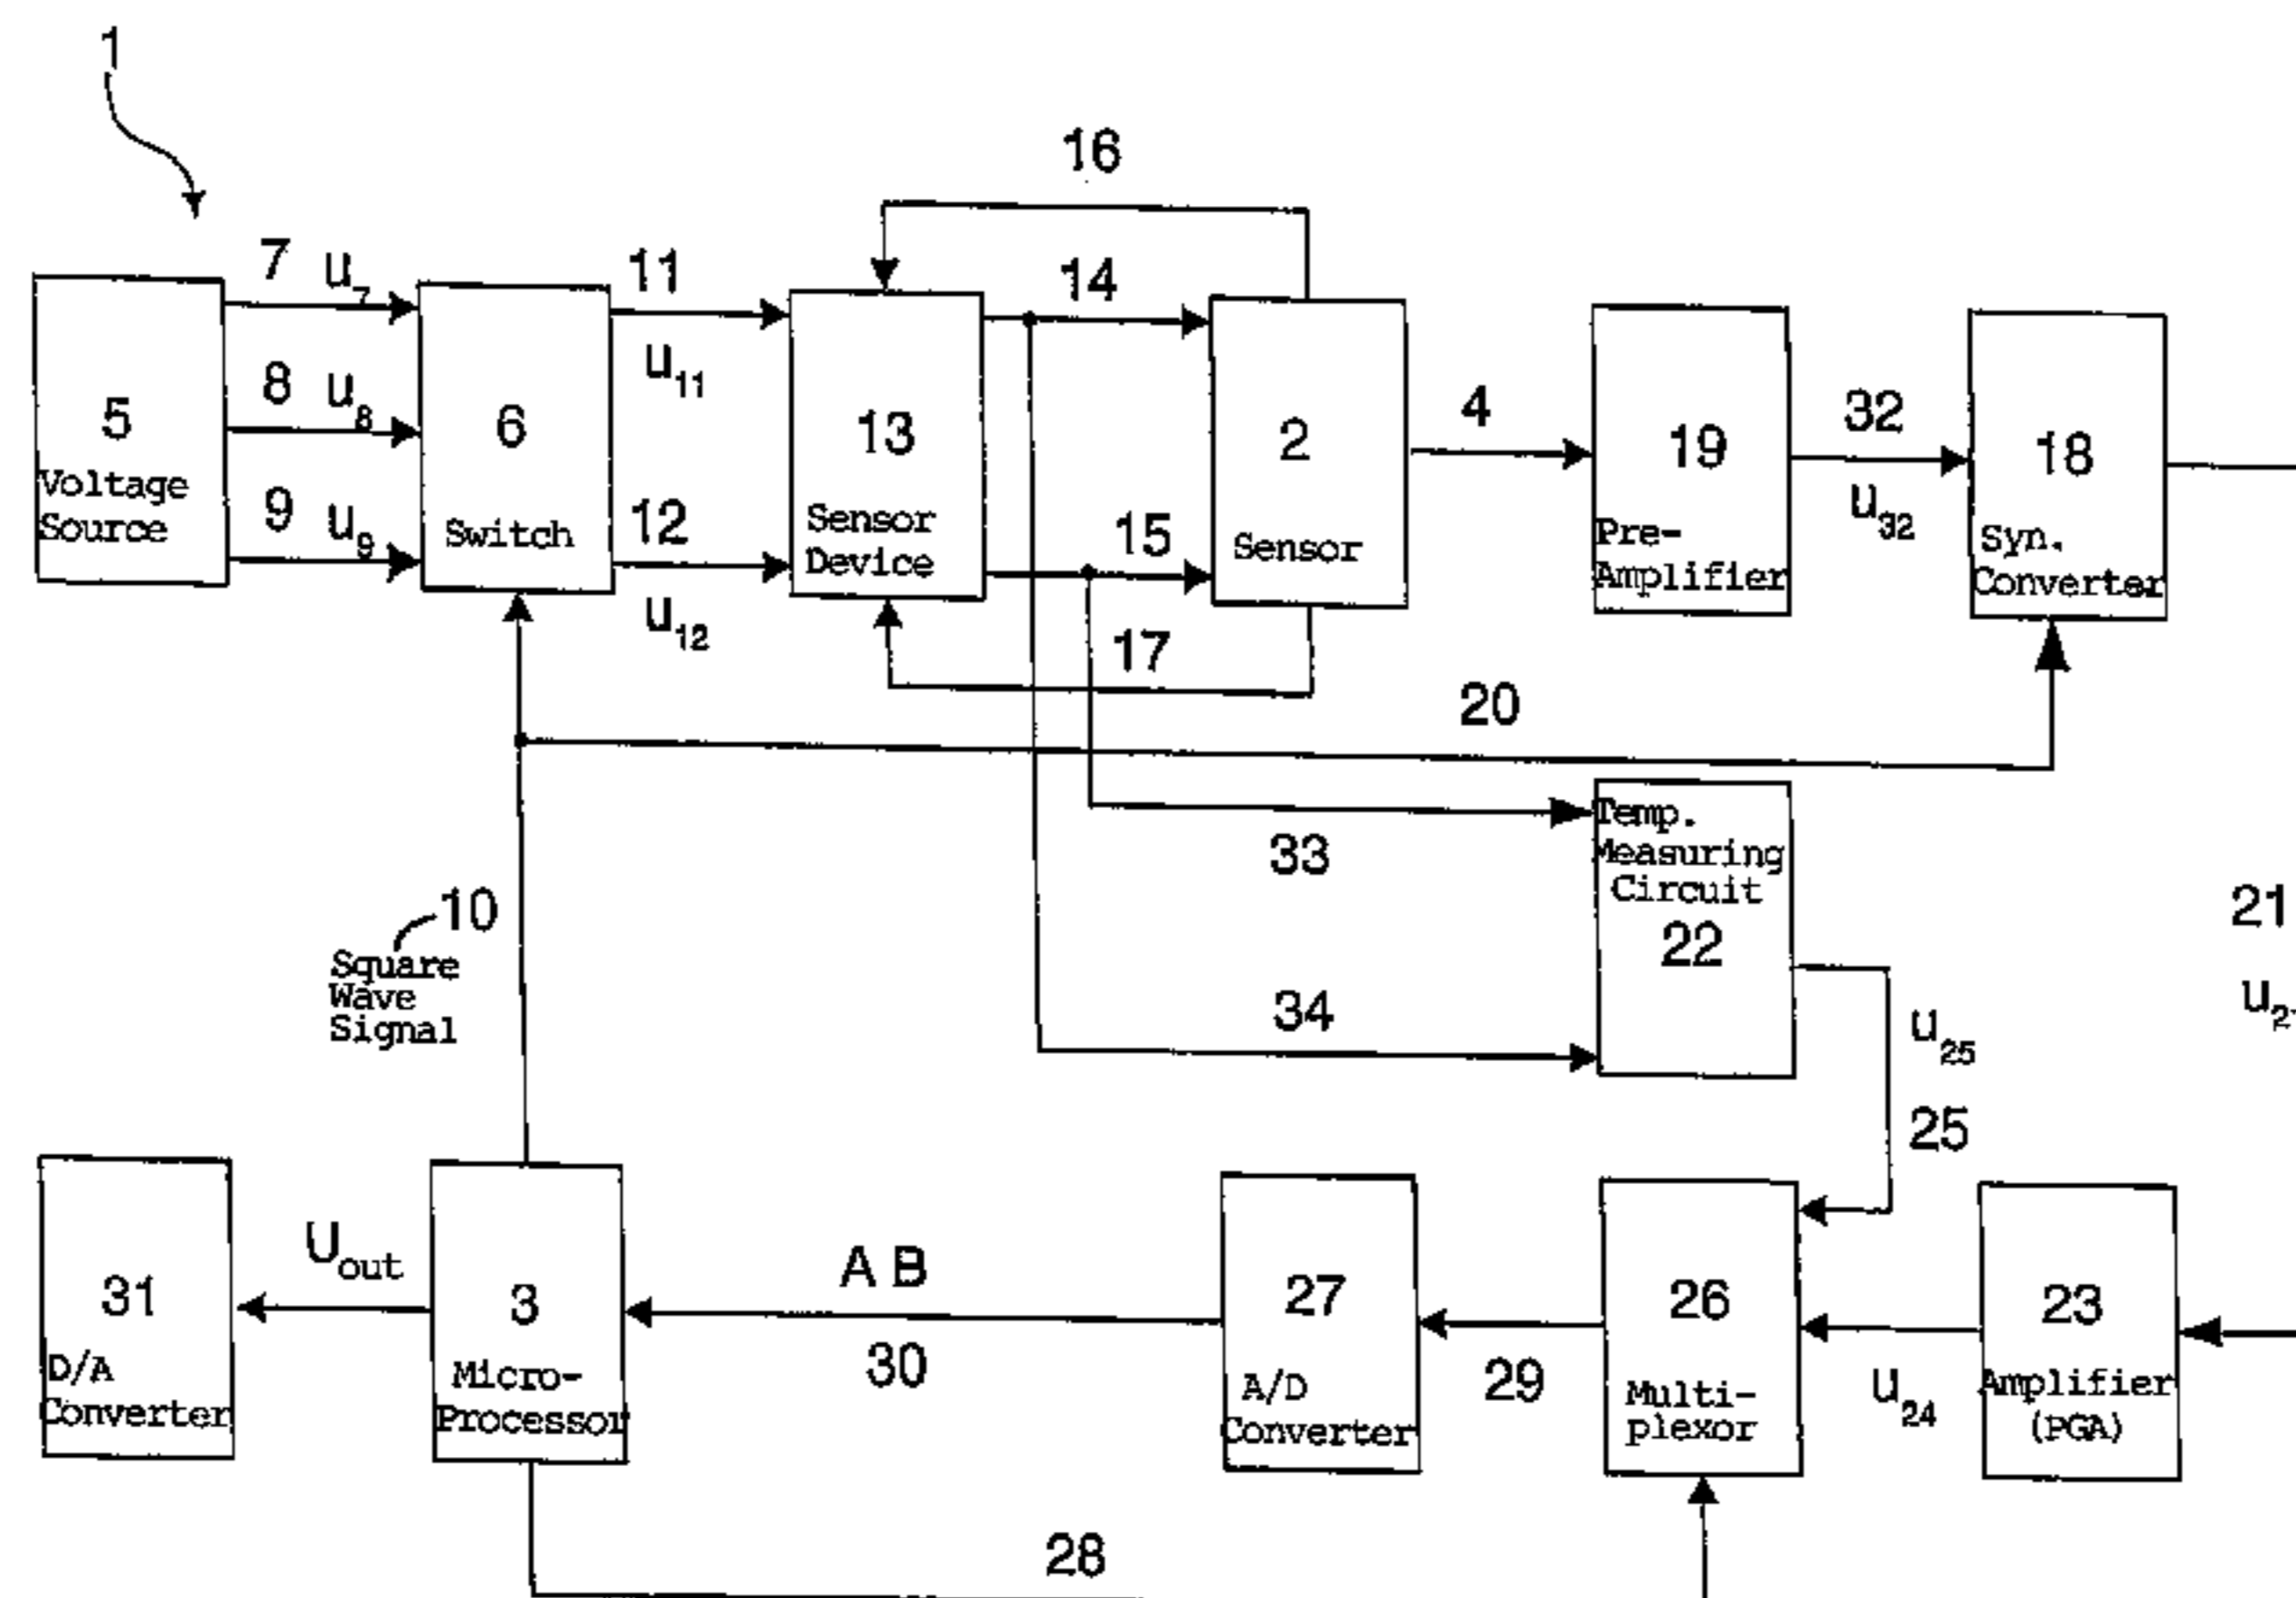 1
16
7 u7
11
14
8 u8
u11
4
32
5
6
13
2
19
18
Voltage
Source
9 u9
Switch
12
Sensor
Device
15
Sensor
Pre-
Amplifier
u32
Syn.
Converter
u12
17
20
Temp.
Measuring
Circuit
22
33
10
Square
Wave
Signal
21
34
u25
25
Uout
A B
31
3
27
26
23
D/A
Converter
Micro-
Processor
30
A/D
Converter
29
Multi-
plexor
u24
Amplifier
(PGA)
28